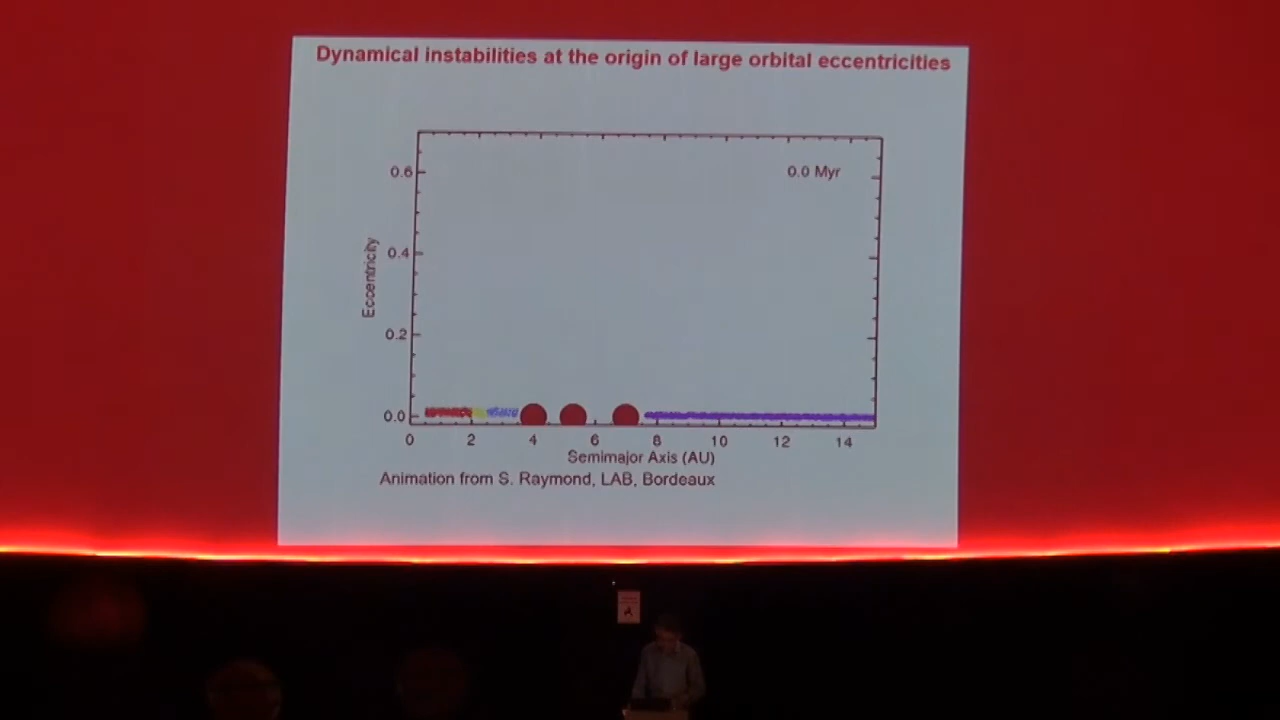 Dynamical instabilities at the origin of large orbital eccentricities
0.0 Myr
0.6
0.4
0.2
0.0
Eccentricity
0 2 4 6 8 10 12 14
Semimajor Axis (AU)
Animation from S. Raymond, LAB, Bordeaux